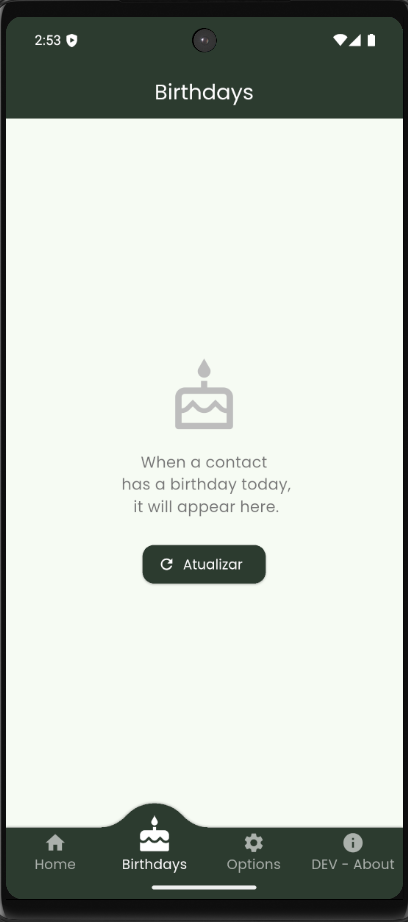 2:53
Birthdays
When a contact
has a birthday today,
it will appear here.
Atualizar
Home
Birthdays
Options
DEV - About